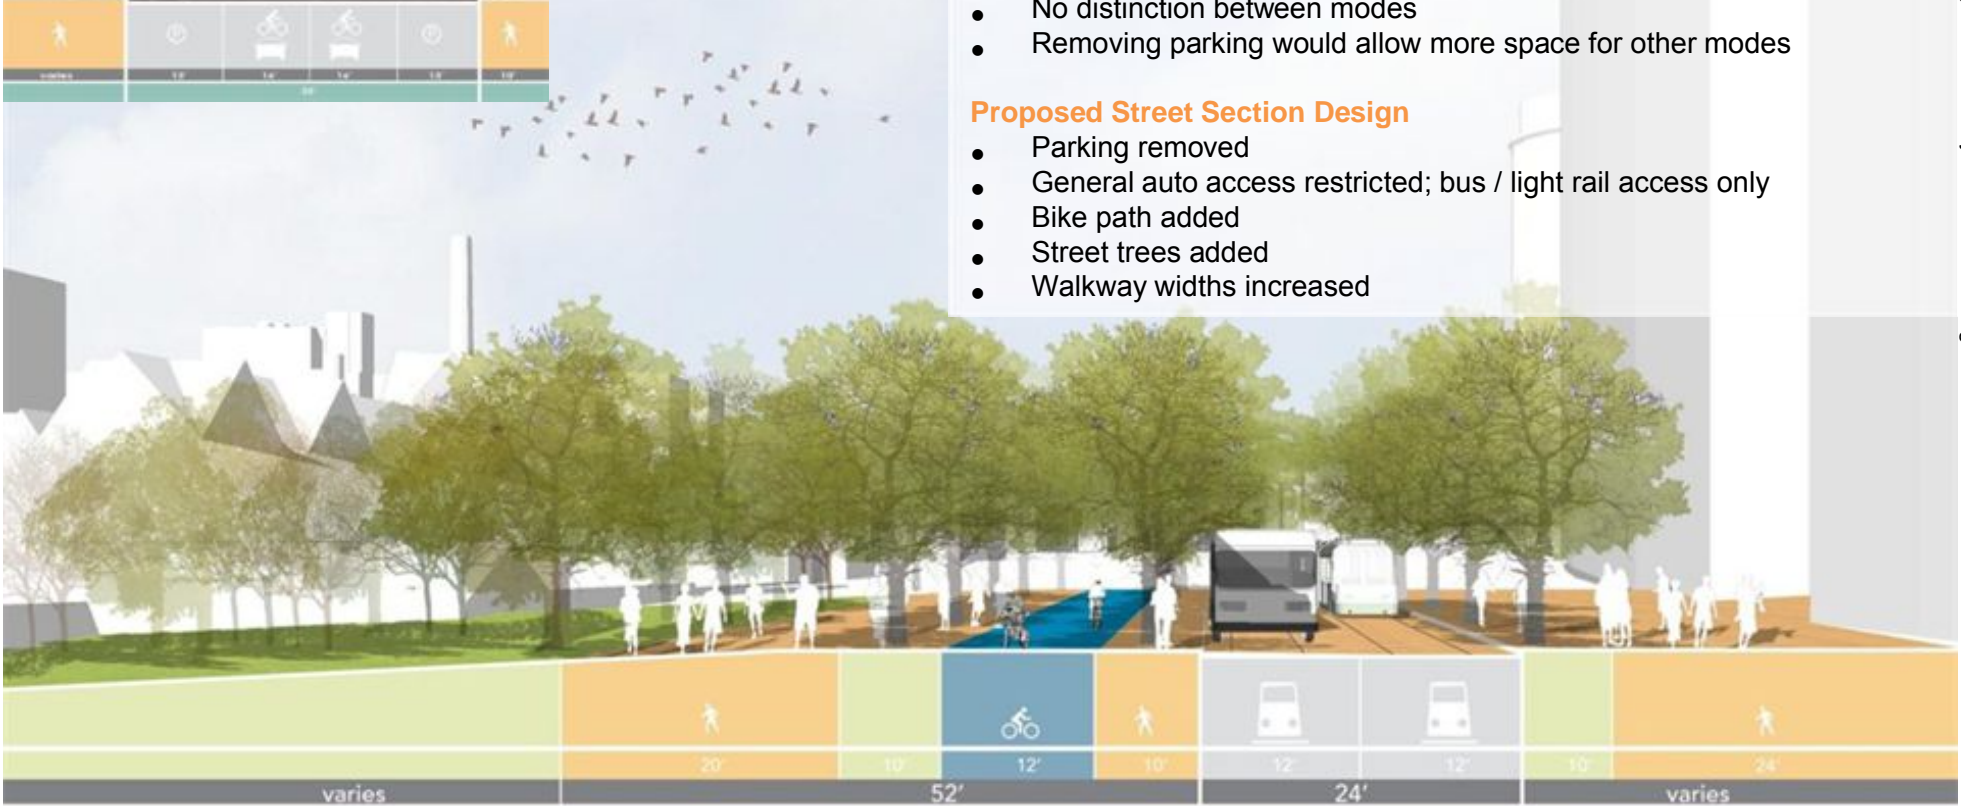 varies
No distinction between modes
Removing parking would allow more space for other modes
Proposed Street Section Design
Parking removed
General auto access restricted; bus / light rail access only
Bike path added
Street trees added
Walkway widths increased
20' 10' 12' 10' 12' 12' 10' 24'
varies 52' 24' varies